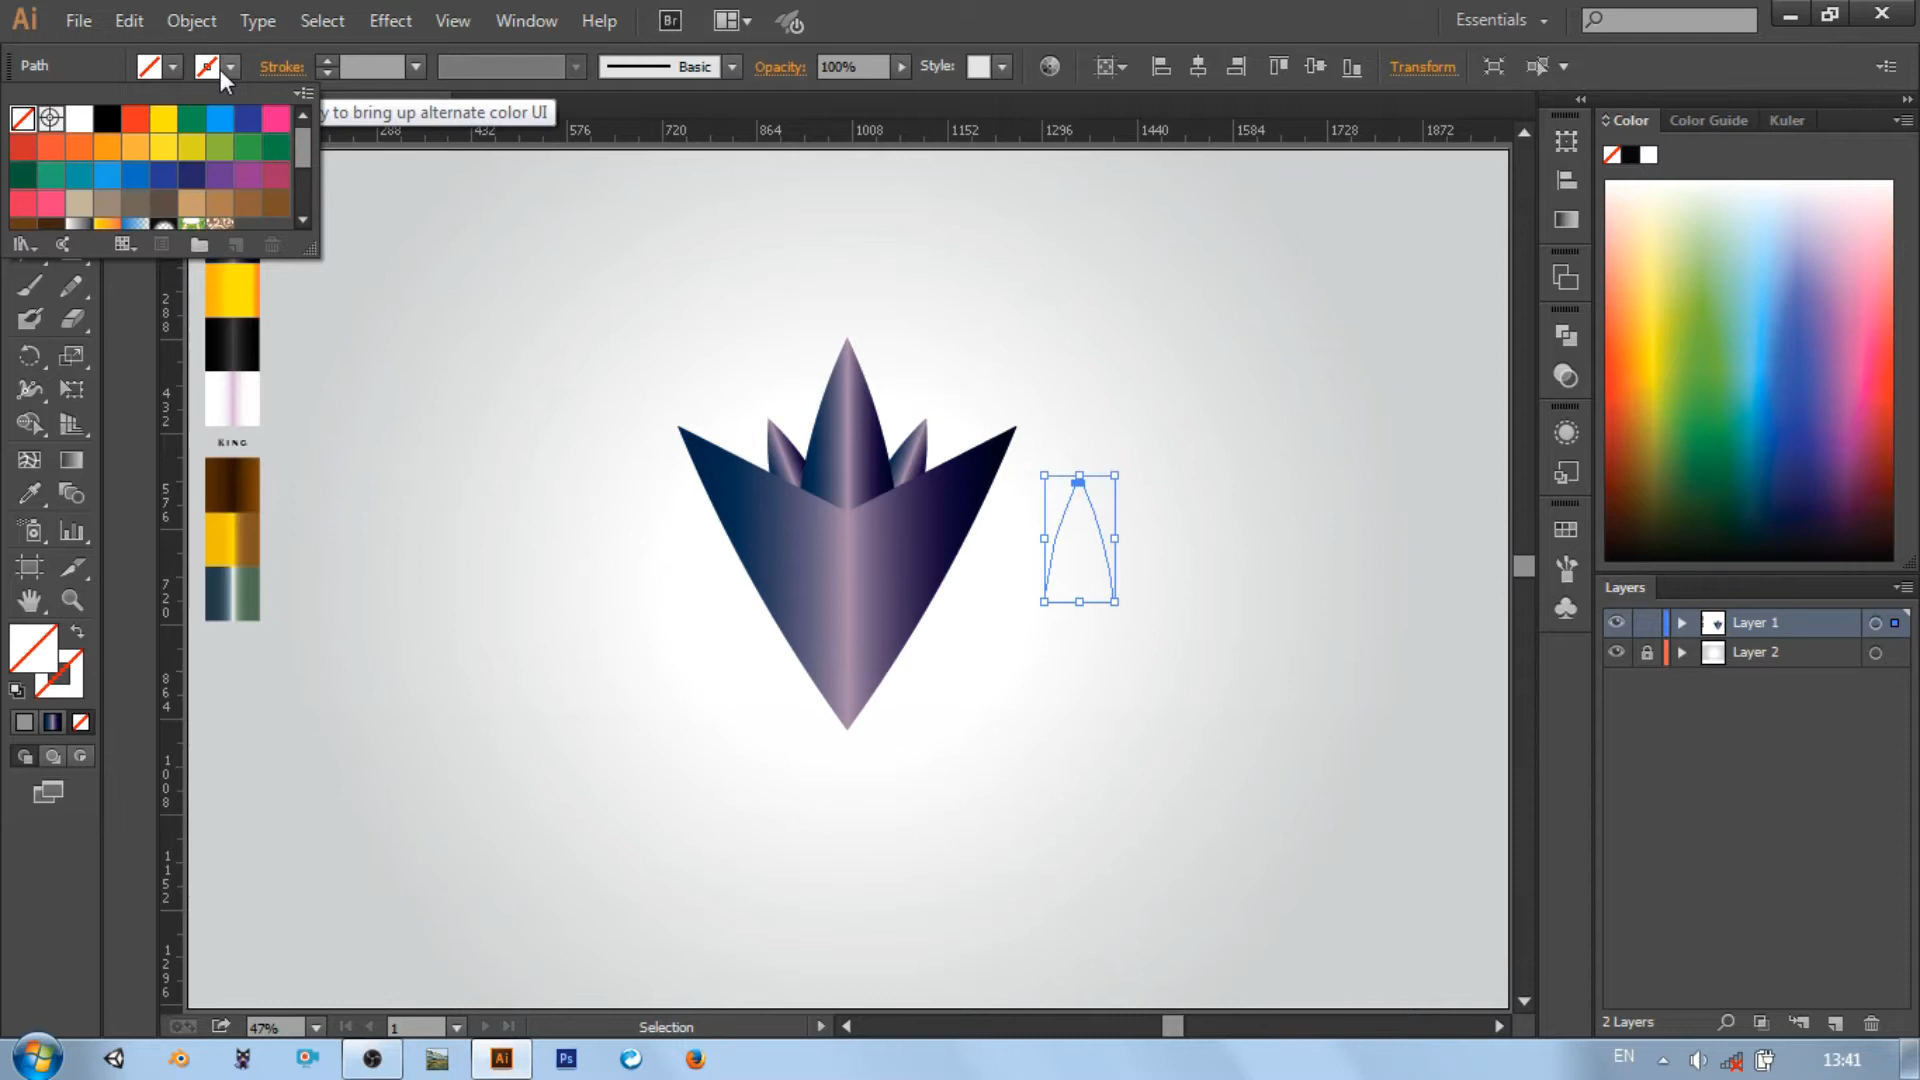 Ai File Edit Object Type Select Effect View Window Help Br Essentials
Path Stroke: Basic Opacity: 100% Style: Transform
y to bring up alternate color UI
Color Color Guide Kuler
288 432 576 720 864 1008 1152 1296 1440 1584 1728 1872
288
432
KING
576
720
864
1008
1152
1296
Layers
Layer 1
Layer 2
2 Layers
47% 1 Selection
Ai Ps EN 13:41